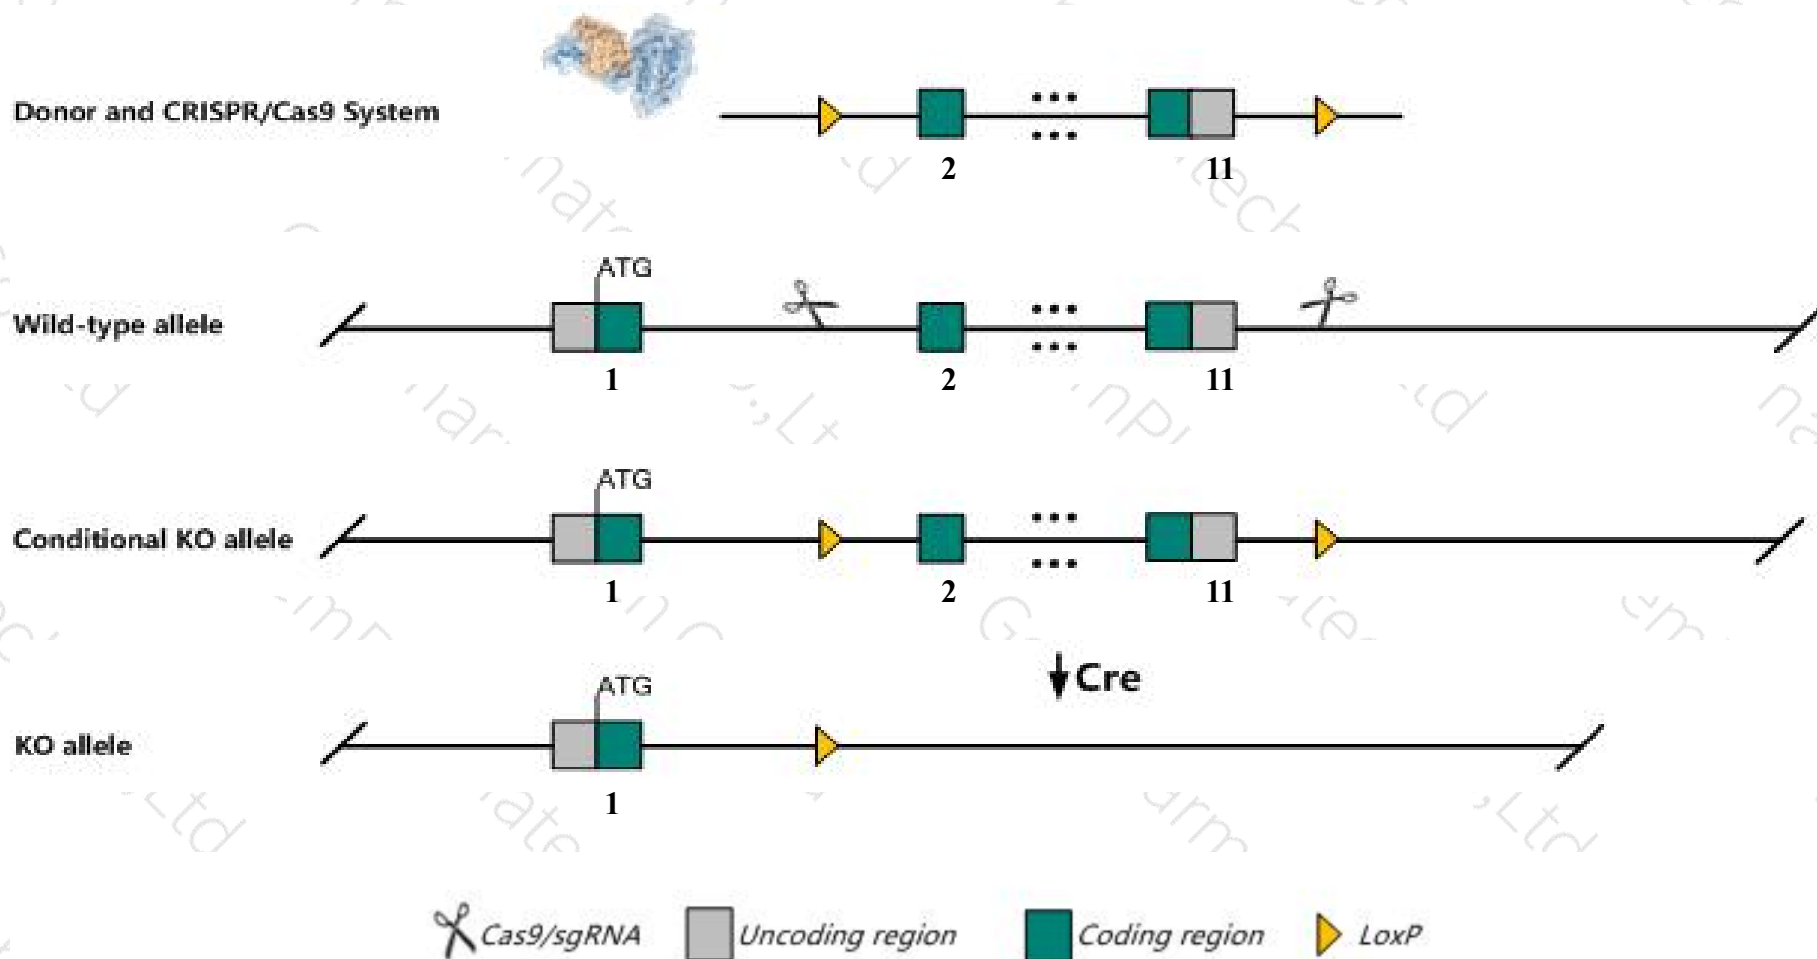 Donor and CRISPR/Cas9 System
2 11
ATG
Wild-type allele
1 2 11
ATG
Conditional KO allele
1 2 11
Cre
ATG
KO allele
1
Cas9/sgRNA Uncoding region Coding region LoxP